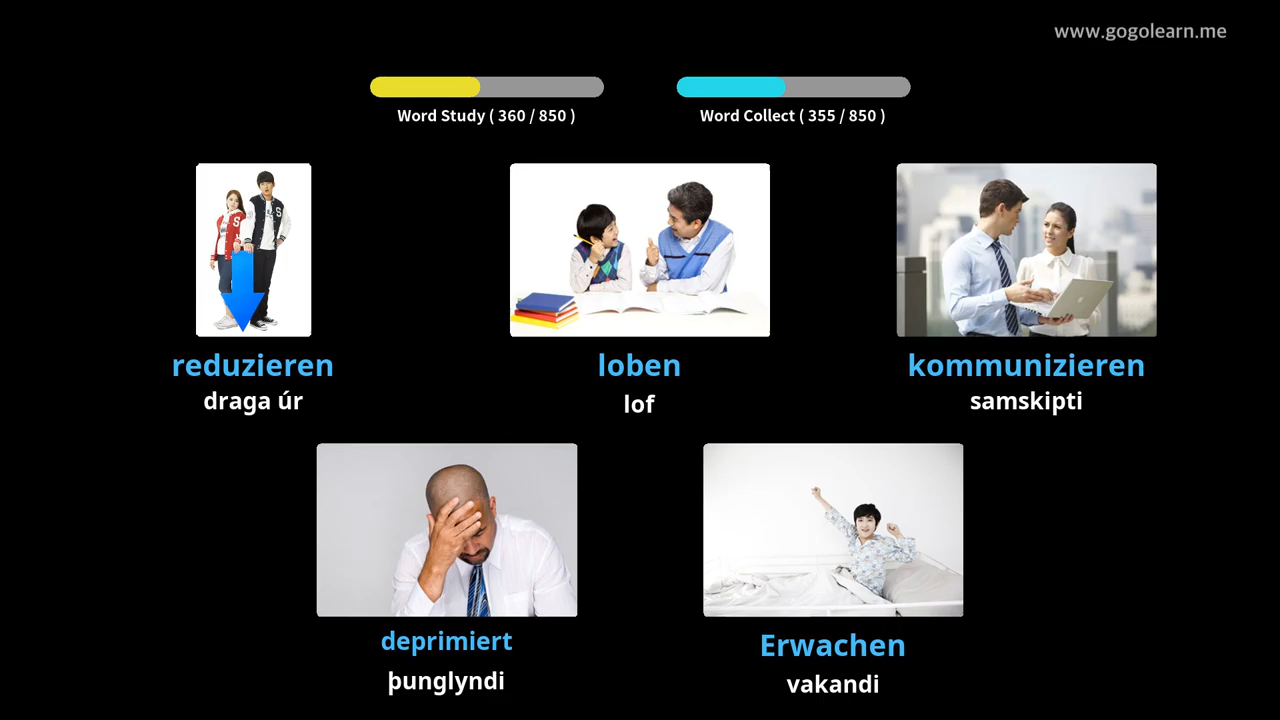 www.gogolearn.me
Word Study ( 360 / 850 )
Word Collect ( 355 / 850 )
reduzieren
draga úr
loben
lof
kommunizieren
samskipti
deprimiert
þunglyndi
Erwachen
vakandi